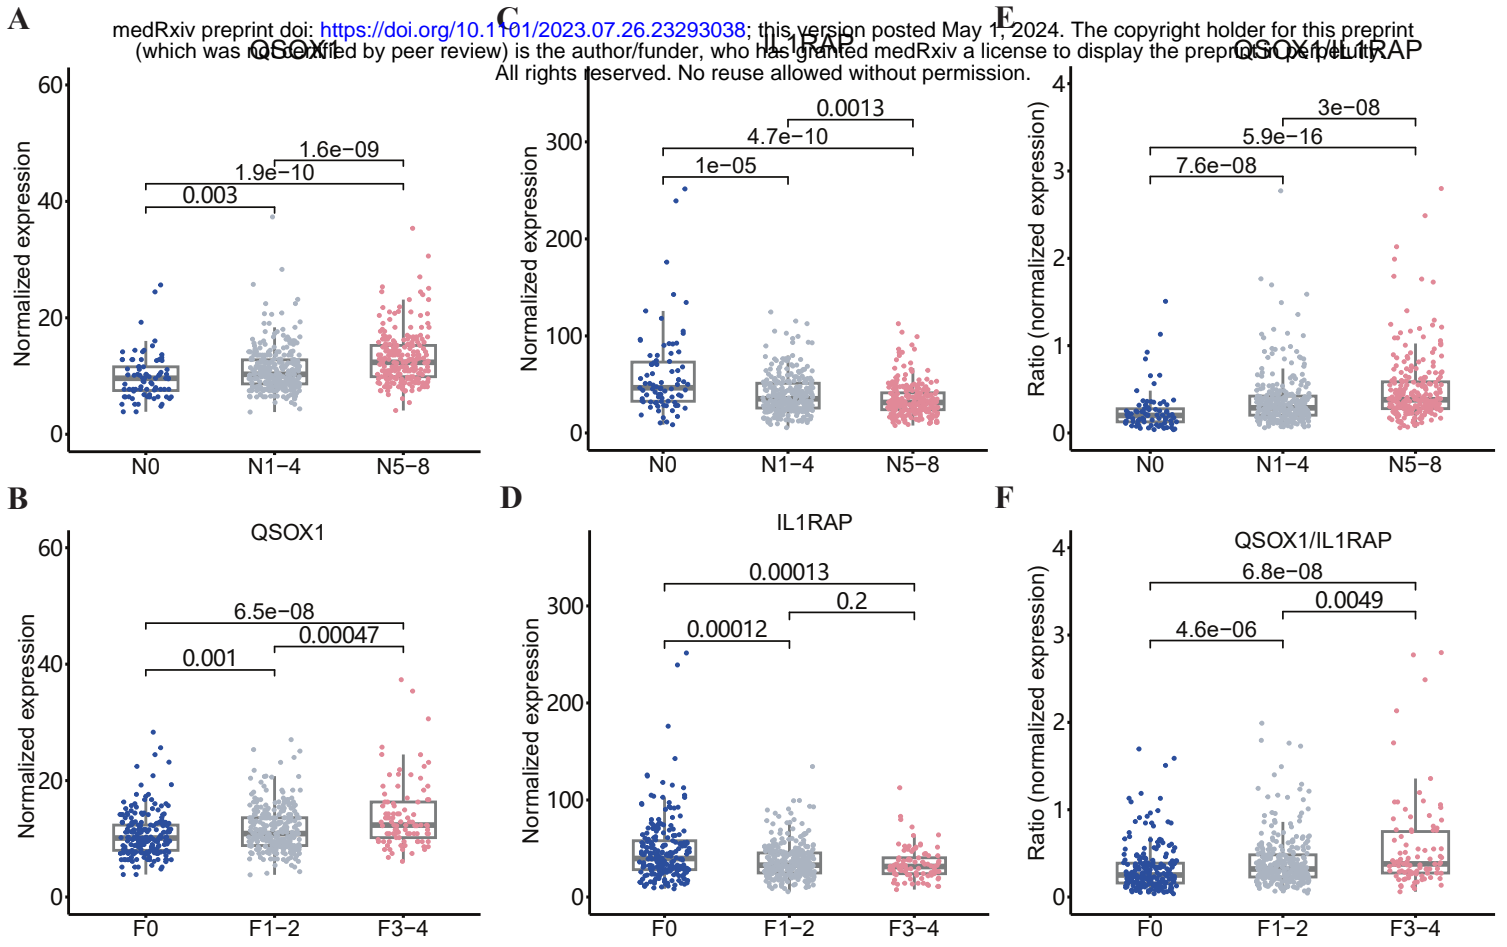 medRxiv preprint doi: https://doi.org/10.1101/2023.07.26.23293038; this version posted May 1, 2024. The copyright holder for this preprint
(which was not certified by peer review) is the author/funder, who has granted medRxiv a license to display the preprint in perpetuity.
All rights reserved. No reuse allowed without permission.
A
QSOX1
Normalized expression
60
40
20
0
1.6e−09
1.9e−10
0.003
N0 N1−4 N5−8
C
IL1RAP
Normalized expression
300
200
100
0
0.0013
4.7e−10
1e−05
N0 N1−4 N5−8
E
QSOX1/IL1RAP
Ratio (normalized expression)
4
3
2
1
0
3e−08
5.9e−16
7.6e−08
N0 N1−4 N5−8
B
QSOX1
Normalized expression
60
40
20
0
6.5e−08
0.00047
0.001
F0 F1−2 F3−4
D
IL1RAP
Normalized expression
300
200
100
0
0.00013
0.2
0.00012
F0 F1−2 F3−4
F
QSOX1/IL1RAP
Ratio (normalized expression)
4
3
2
1
0
6.8e−08
0.0049
4.6e−06
F0 F1−2 F3−4